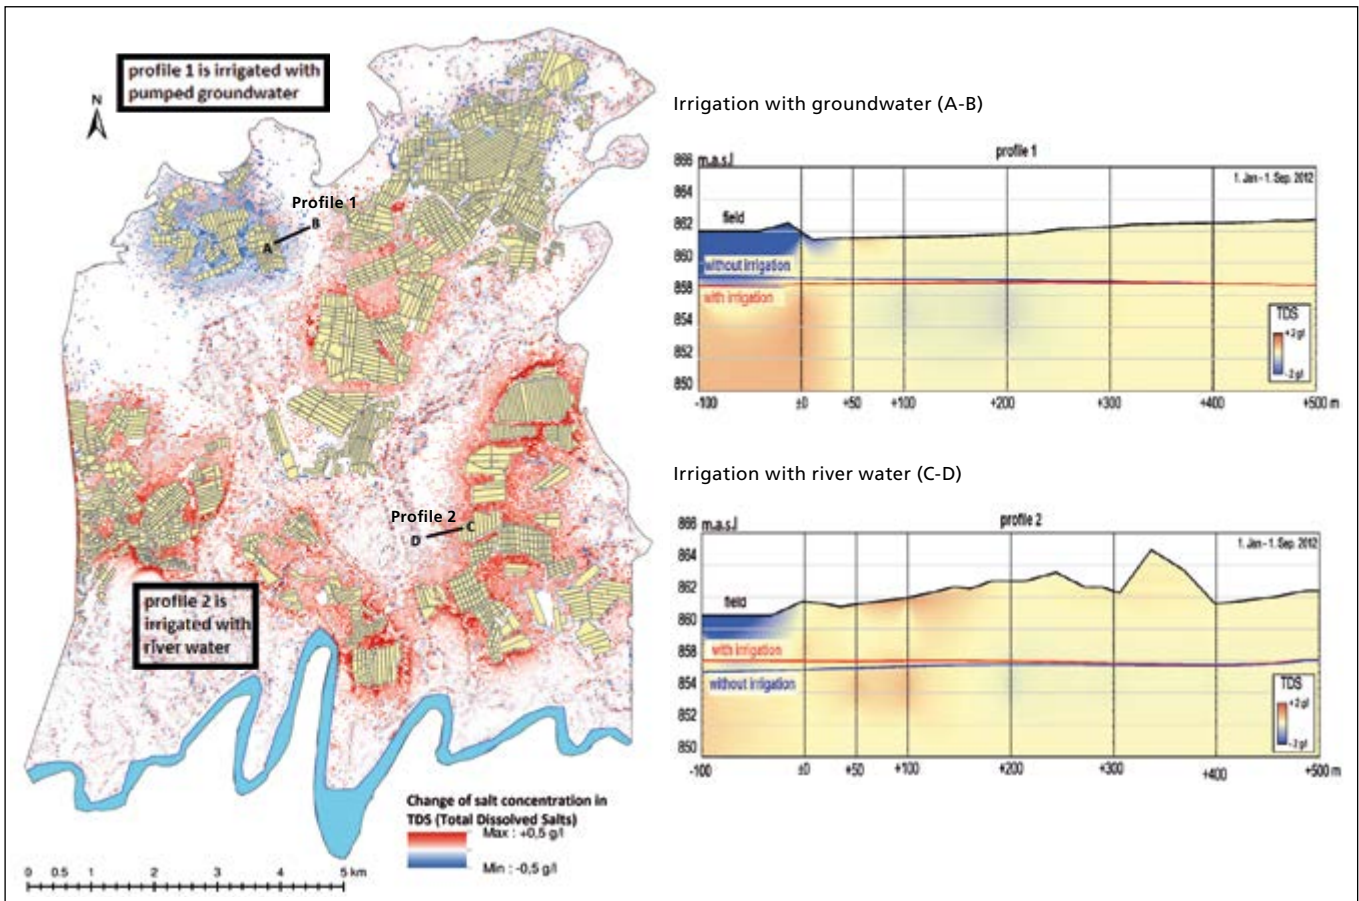 profile 1 is irrigated with
pumped groundwater
N
Profile 1
B
A
Profile 2
C
D
profile 2 is
irrigated with
river water
Change of salt concentration in
TDS (Total Dissolved Salts)
Max : +0,5 g/l
Min : -0,5 g/l
0 0.5 1 2 3 4 5 km
Irrigation with groundwater (A-B)
profile 1
866 m.a.s.l
1. Jan - 1. Sep. 2012
864
field
862
860
without irrigation
858
with irrigation
854
TDS
+2 g/l
-2 g/l
852
850
-100 ±0 +50 +100 +200 +300 +400 +500 m
Irrigation with river water (C-D)
profile 2
866 m.a.s.l
1. Jan - 1. Sep. 2012
864
862
field
860
with irrigation
858
without irrigation
854
TDS
+2 g/l
-2 g/l
852
850
-100 ±0 +50 +100 +200 +300 +400 +500 m